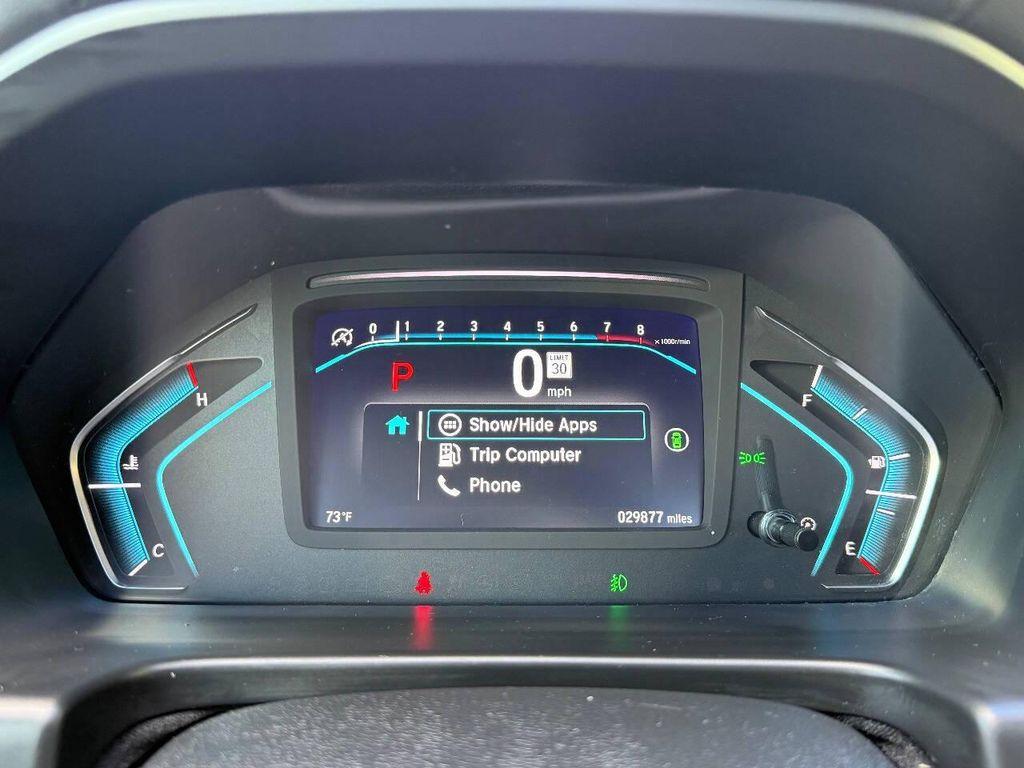 0 1 2 3 4 5 6 7 8 x1000r/min
P 0 LIMIT 30
mph
H
F
Show/Hide Apps
Trip Computer
Phone
C
E
73°F 029877 miles